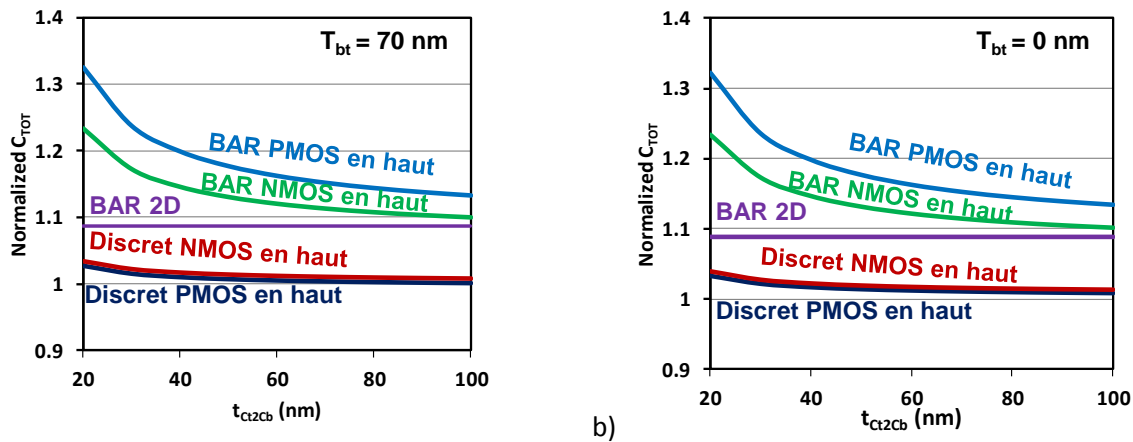 1.4
1.3
1.2
1.1
1
0.9
Normalized C_TOT
T_bt = 70 nm
BAR PMOS en haut
BAR NMOS en haut
BAR 2D
Discret NMOS en haut
Discret PMOS en haut
20 40 60 80 100
t_Ct2Cb (nm)
b)
1.4
1.3
1.2
1.1
1
0.9
Normalized C_TOT
T_bt = 0 nm
BAR PMOS en haut
BAR NMOS en haut
BAR 2D
Discret NMOS en haut
Discret PMOS en haut
20 40 60 80 100
t_Ct2Cb (nm)